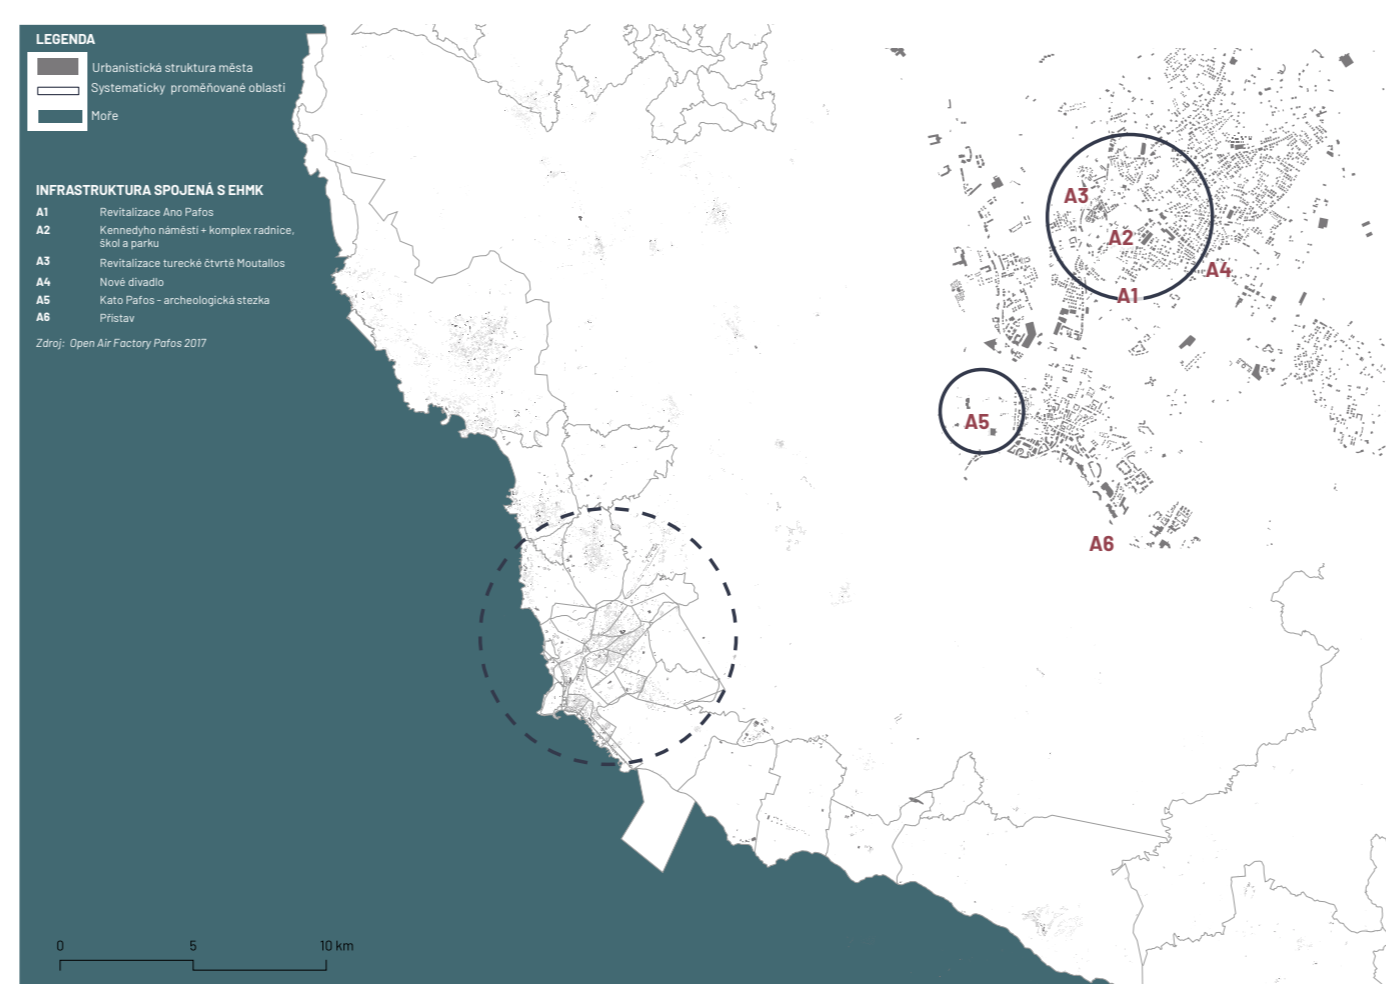 LEGENDA
Urbanistická struktura města
Systematicky proměňované oblasti
Moře
INFRASTRUKTURA SPOJENÁ S EHMK
A1 Revitalizace Ano Pafos
A2 Kennedyho náměstí + komplex radnice,
škol a parku
A3 Revitalizace turecké čtvrtě Moutallos
A4 Nové divadlo
A5 Kato Pafos - archeologická stezka
A6 Přístav
Zdroj: Open Air Factory Pafos 2017
A3
A2
A4
A1
A5
A6
0 5 10 km